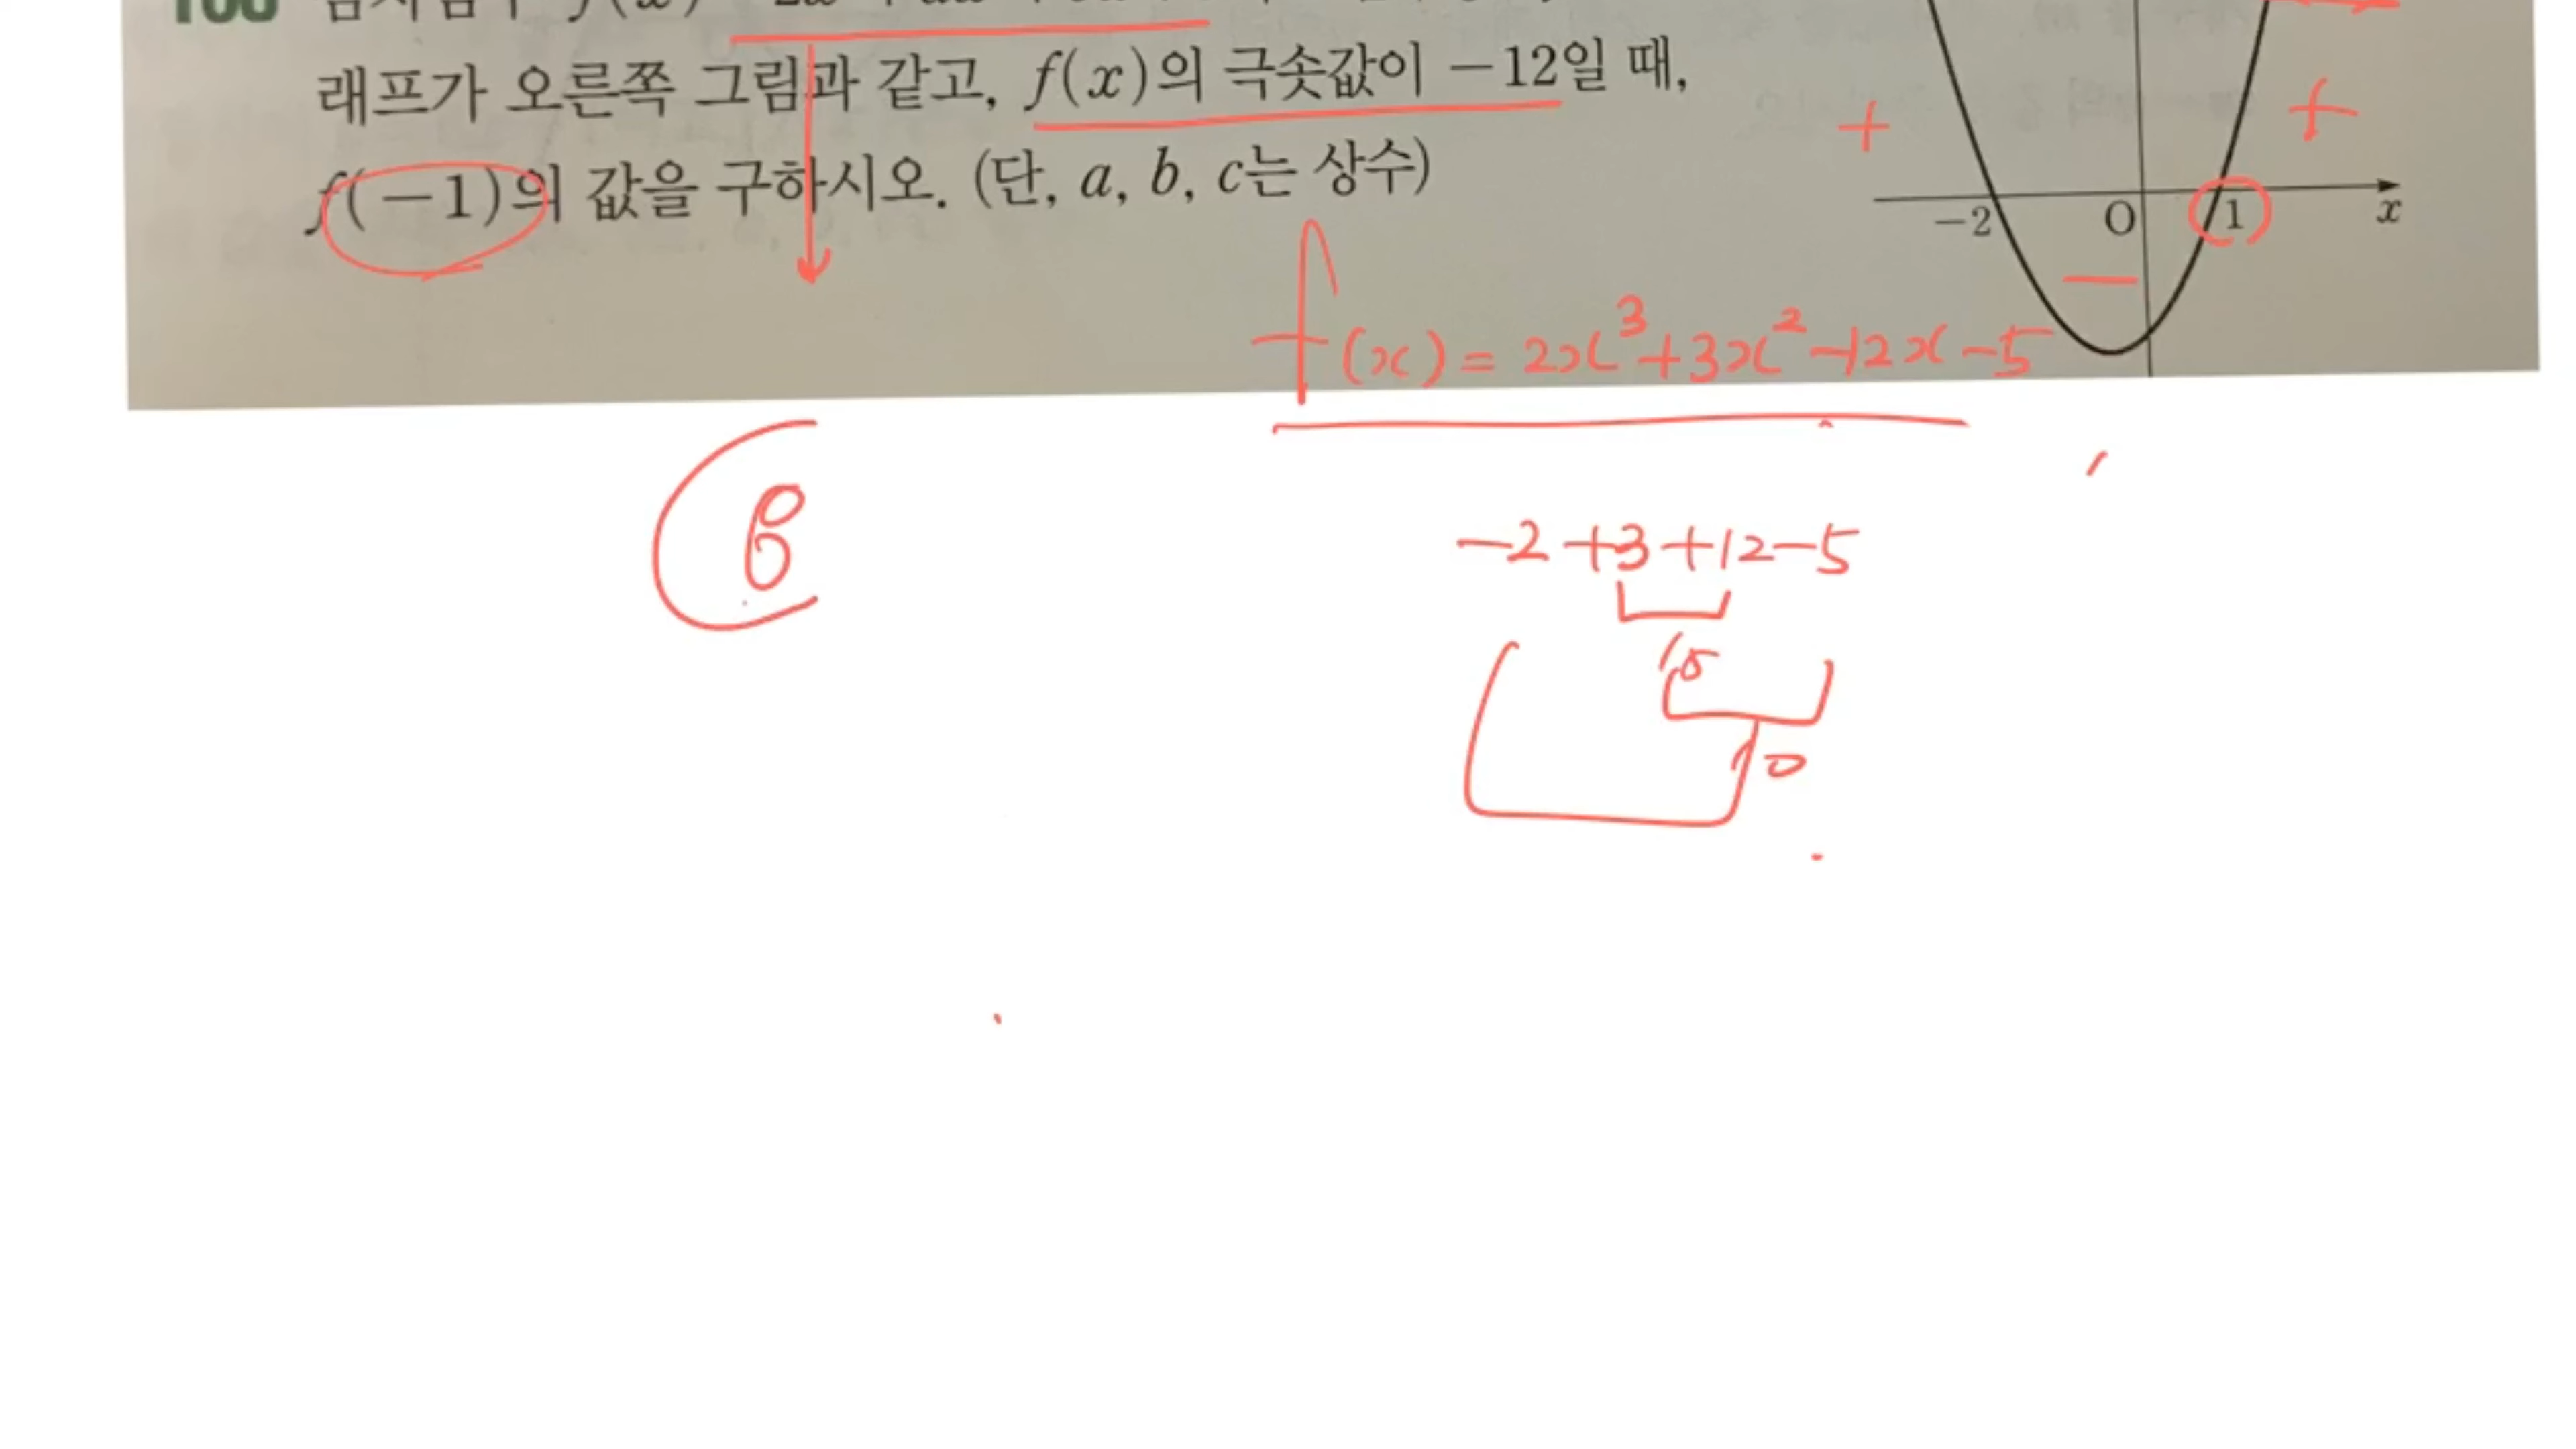 래프가 오른쪽 그림과 같고, f(x)의 극솟값이 −12일 때,
f(−1)의 값을 구하시오. (단, a, b, c는 상수)
+
+
−2 O 1 x
−
f(x) = 2x³+3x²−12x−5
8
−2+3+12−5
15
10